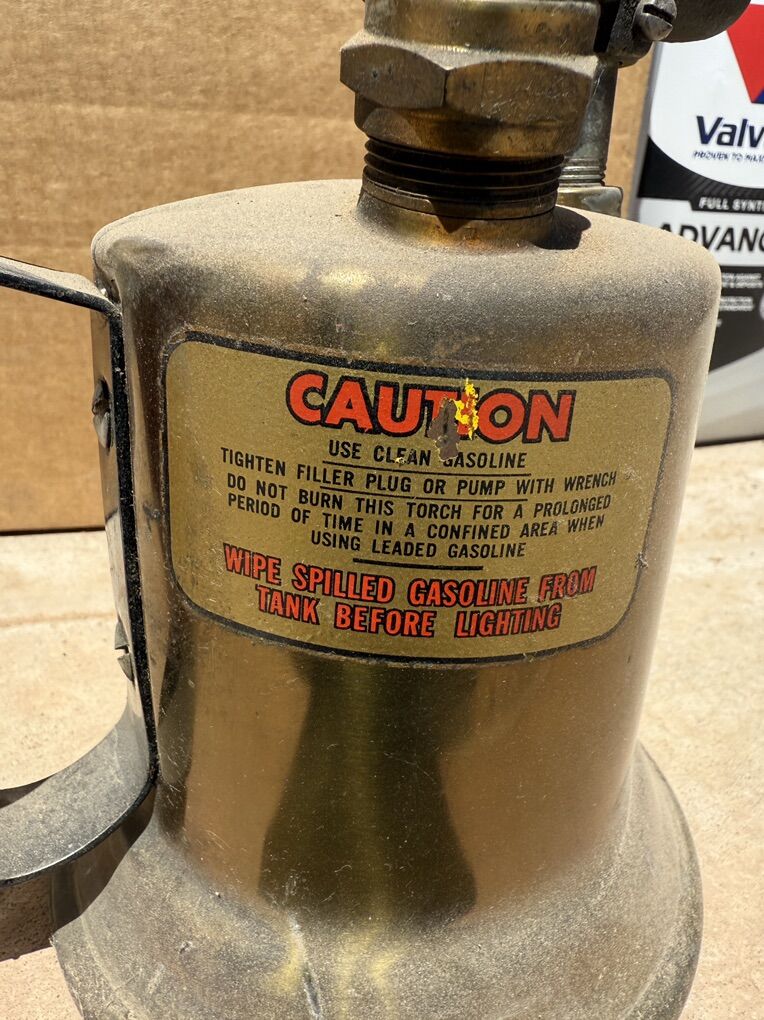 CAUTION
USE CLEAN GASOLINE
TIGHTEN FILLER PLUG OR PUMP WITH WRENCH
DO NOT BURN THIS TORCH FOR A PROLONGED
PERIOD OF TIME IN A CONFINED AREA WHEN
USING LEADED GASOLINE
WIPE SPILLED GASOLINE FROM
TANK BEFORE LIGHTING
Valv
PROVEN TO
FULL SYNT
ADVANC